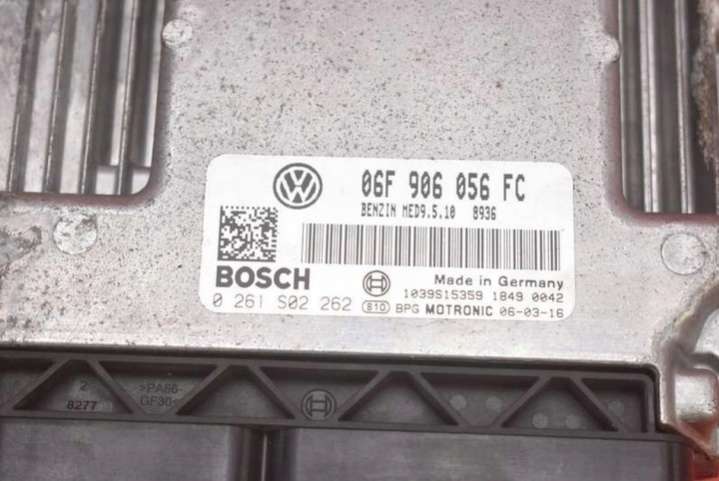 06F 906 056 FC
BENZIN MED9.5.10 8936
BOSCH
Made in Germany
1039S15359 1849 0042
0 261 S02 262 810 BPG MOTRONIC 06-03-16
2
8277
>PA66-
GF30<